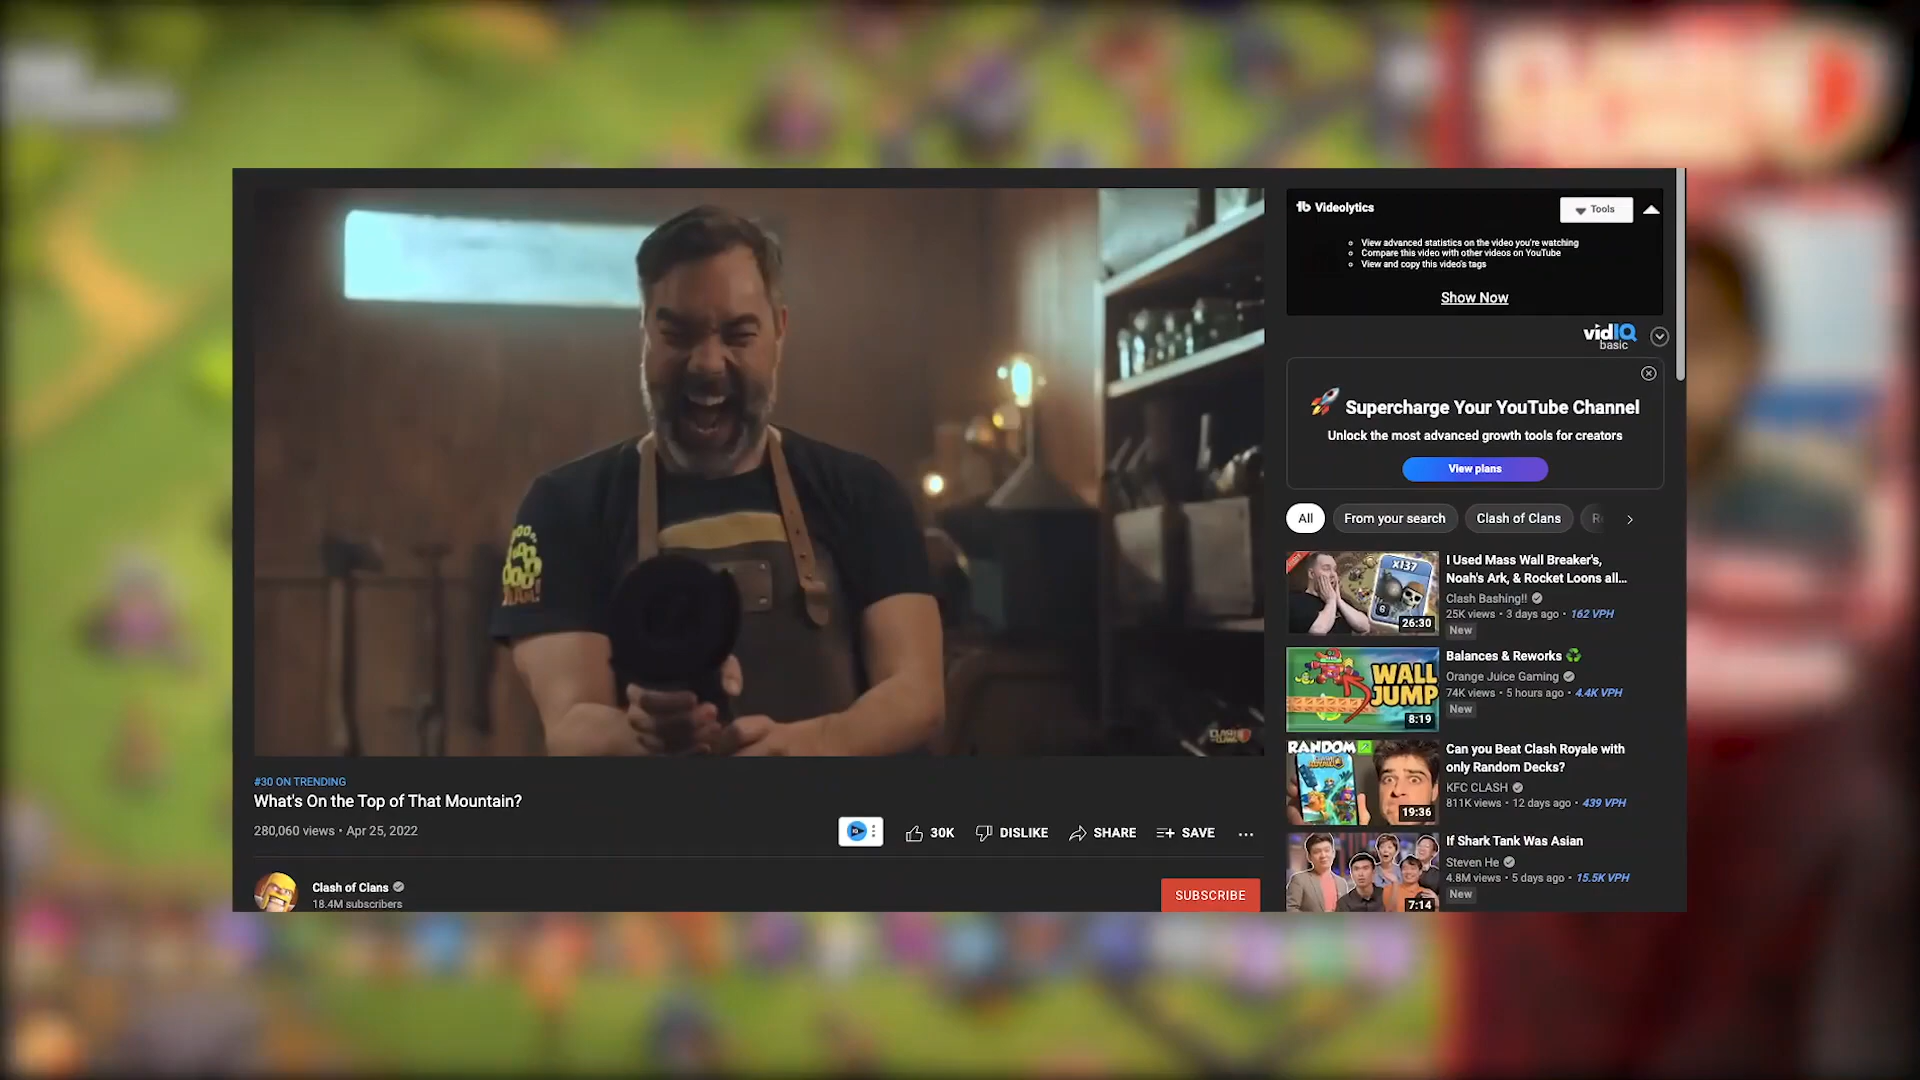 Videolytics
Tools
View advanced statistics on the video you're watching
Compare this video with other videos on YouTube
View and copy this video's tags
Show Now
vidIQ
basic
Supercharge Your YouTube Channel
Unlock the most advanced growth tools for creators
View plans
All
From your search
Clash of Clans
#30 ON TRENDING
What's On the Top of That Mountain?
280,060 views • Apr 25, 2022
30K
DISLIKE
SHARE
SAVE
Clash of Clans
18.4M subscribers
SUBSCRIBE
x137
26:30
I Used Mass Wall Breaker's,
Noah's Ark, & Rocket Loons all...
Clash Bashing!!
25K views • 3 days ago • 162 VPH
New
WALL
JUMP
8:19
Balances & Reworks
Orange Juice Gaming
74K views • 5 hours ago • 4.4K VPH
New
RANDOM
19:36
Can you Beat Clash Royale with
only Random Decks?
KFC CLASH
811K views • 12 days ago • 439 VPH
7:14
If Shark Tank Was Asian
Steven He
4.8M views • 5 days ago • 15.5K VPH
New